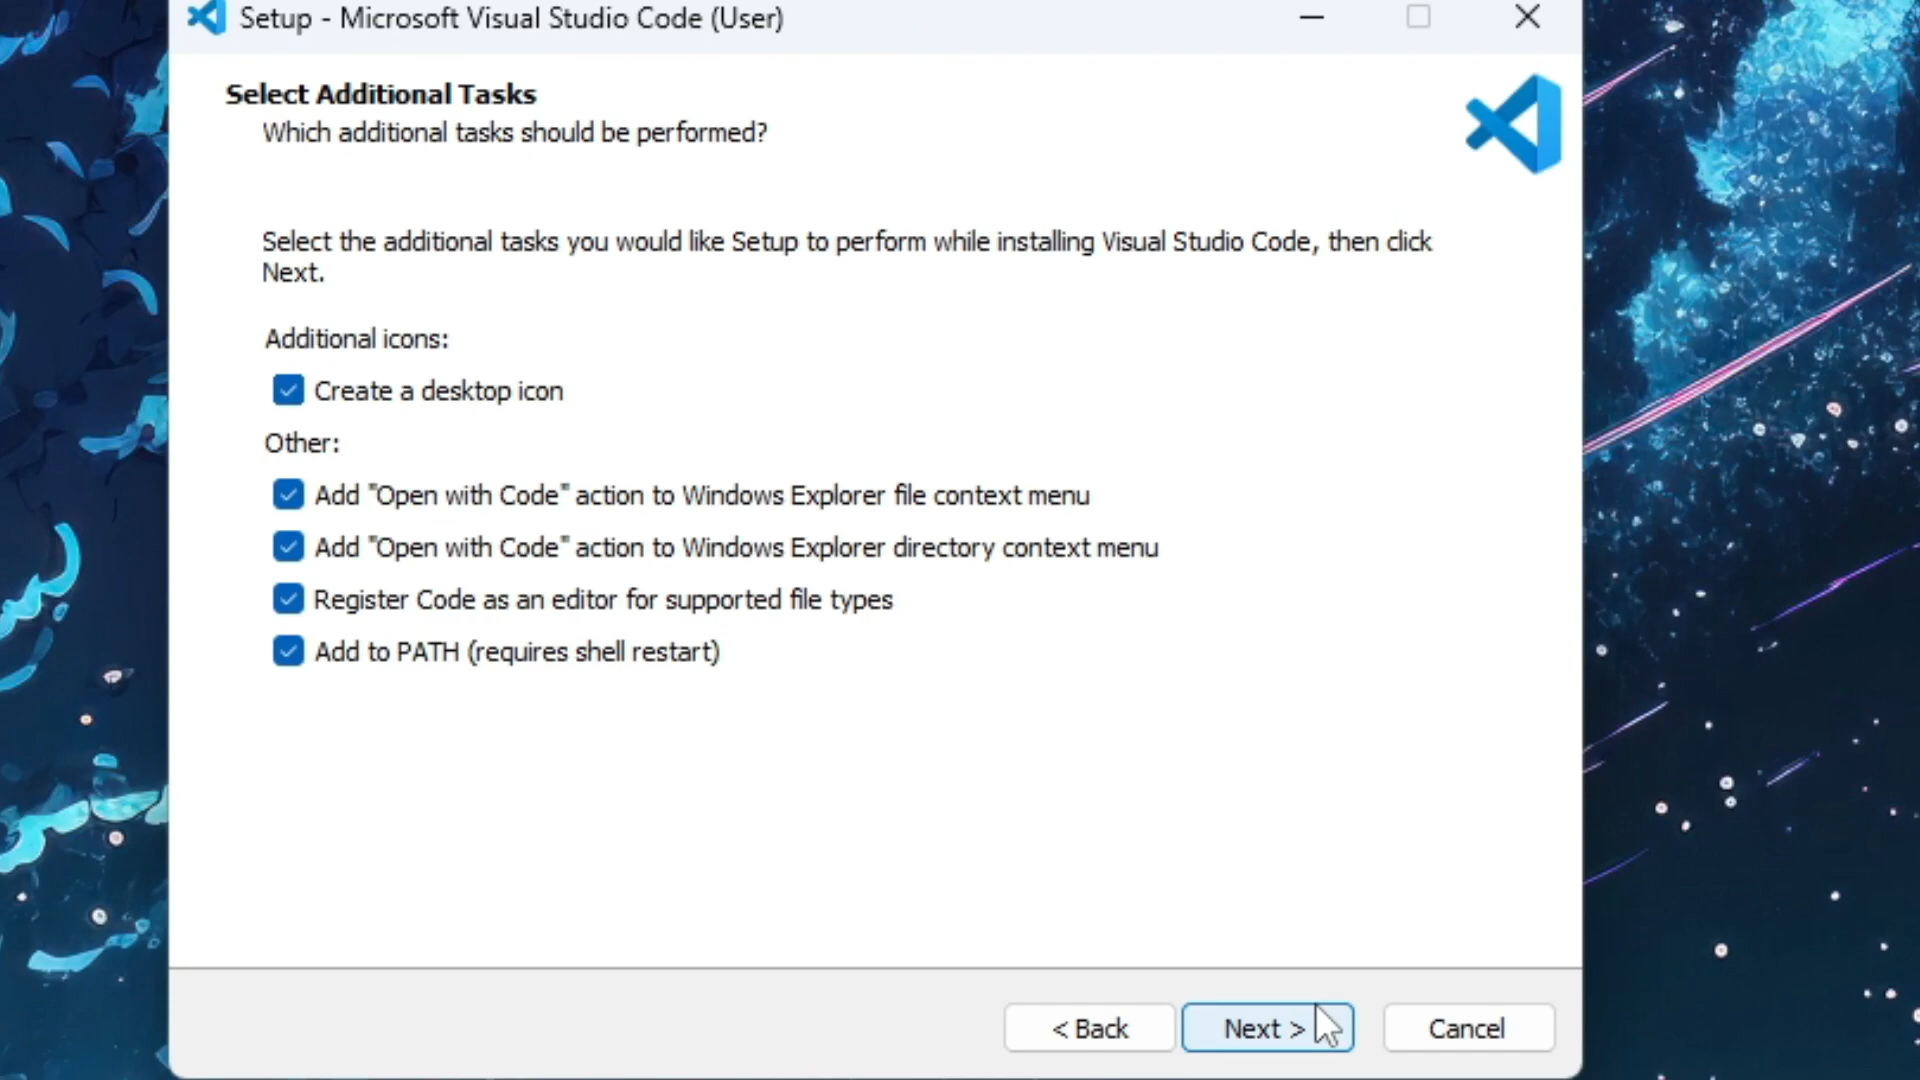 Setup - Microsoft Visual Studio Code (User)
Select Additional Tasks
Which additional tasks should be performed?
Select the additional tasks you would like Setup to perform while installing Visual Studio Code, then click
Next.
Additional icons:
Create a desktop icon
Other:
Add "Open with Code" action to Windows Explorer file context menu
Add "Open with Code" action to Windows Explorer directory context menu
Register Code as an editor for supported file types
Add to PATH (requires shell restart)
< Back
Next >
Cancel